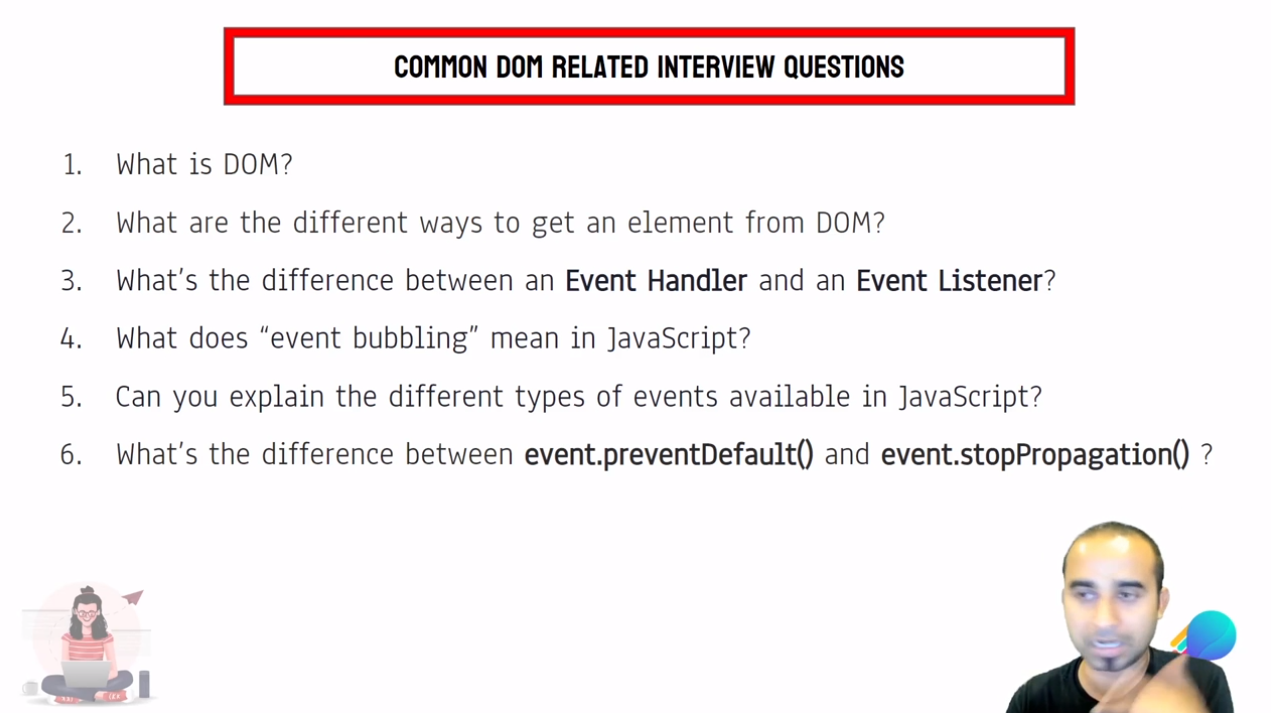 COMMON DOM RELATED INTERVIEW QUESTIONS
1. What is DOM?
2. What are the different ways to get an element from DOM?
3. What's the difference between an Event Handler and an Event Listener?
4. What does “event bubbling” mean in JavaScript?
5. Can you explain the different types of events available in JavaScript?
6. What's the difference between event.preventDefault() and event.stopPropagation() ?